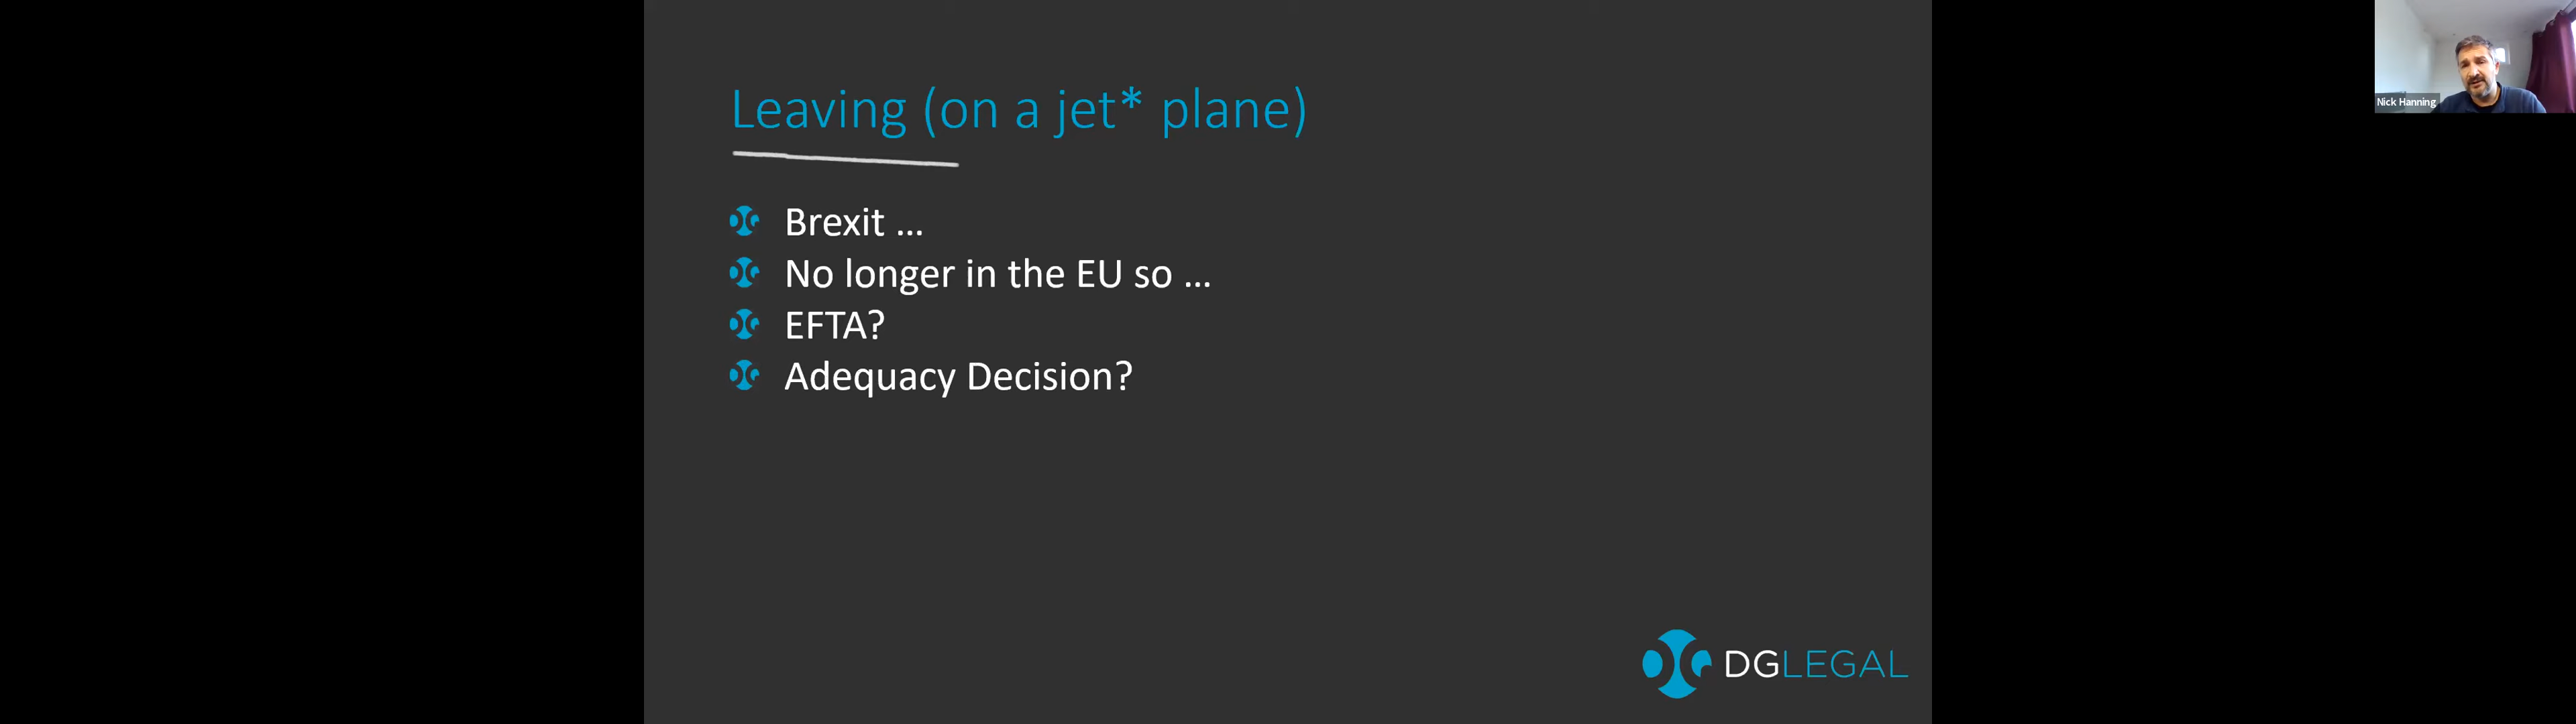 Leaving (on a jet* plane)
Brexit ...
No longer in the EU so ...
EFTA?
Adequacy Decision?
DGLEGAL
Nick Hanning